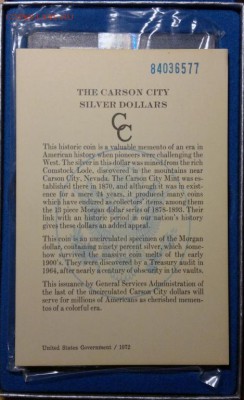 84036577
THE CARSON CITY
SILVER DOLLARS
CC
This historic coin is a valuable memento of an era in
American history when pioneers were challenging the
West. The silver in this dollar was mined from the rich
Comstock Lode, discovered in the mountains near
Carson City, Nevada. The Carson City Mint was es-
tablished there in 1870, and although it was in exist-
ence for a mere 24 years, it produced many coins
which have endured as collectors' items, among them
the 13 piece Morgan dollar series of 1878-1893. Their
link with an historic period in our nation's history
gives these dollars an added appeal.
This coin is an uncirculated specimen of the Morgan
dollar, containing ninety percent silver, which some-
how survived the massive coin melts of the early
1900's. They were discovered by a Treasury audit in
1964, after nearly a century of obscurity in the vaults.
This issuance by General Services Administration of
the last of the uncirculated Carson City dollars will
serve for millions of Americans as cherished memen-
tos of a colorful era.
United States Government / 1972